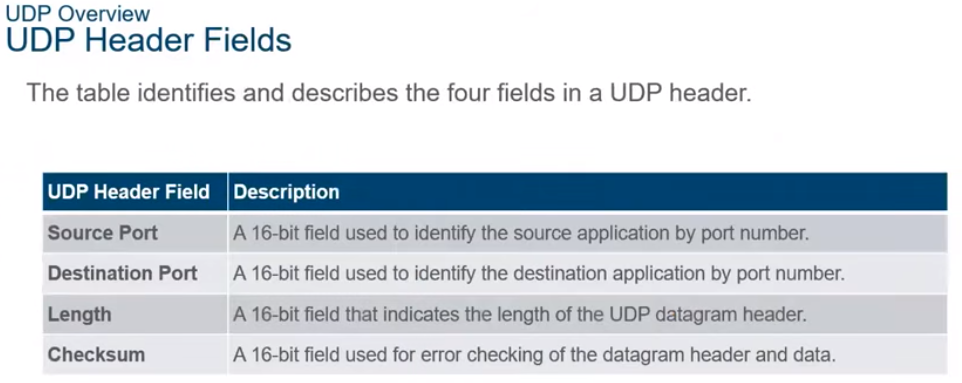 UDP Overview
UDP Header Fields
The table identifies and describes the four fields in a UDP header.
UDP Header Field Description
Source Port A 16-bit field used to identify the source application by port number.
Destination Port A 16-bit field used to identify the destination application by port number.
Length A 16-bit field that indicates the length of the UDP datagram header.
Checksum A 16-bit field used for error checking of the datagram header and data.